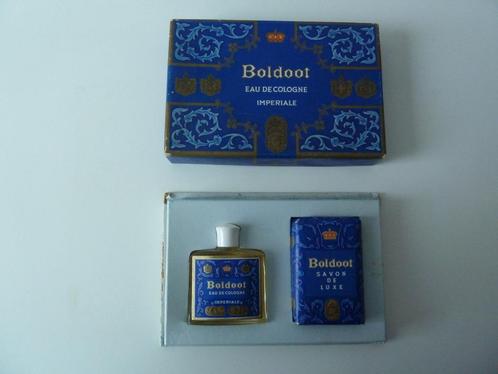 Boldoot
EAU DE COLOGNE
IMPERIALE
Boldoot
EAU DE COLOGNE
IMPERIALE
Boldoot
SAVON
DE
LUXE